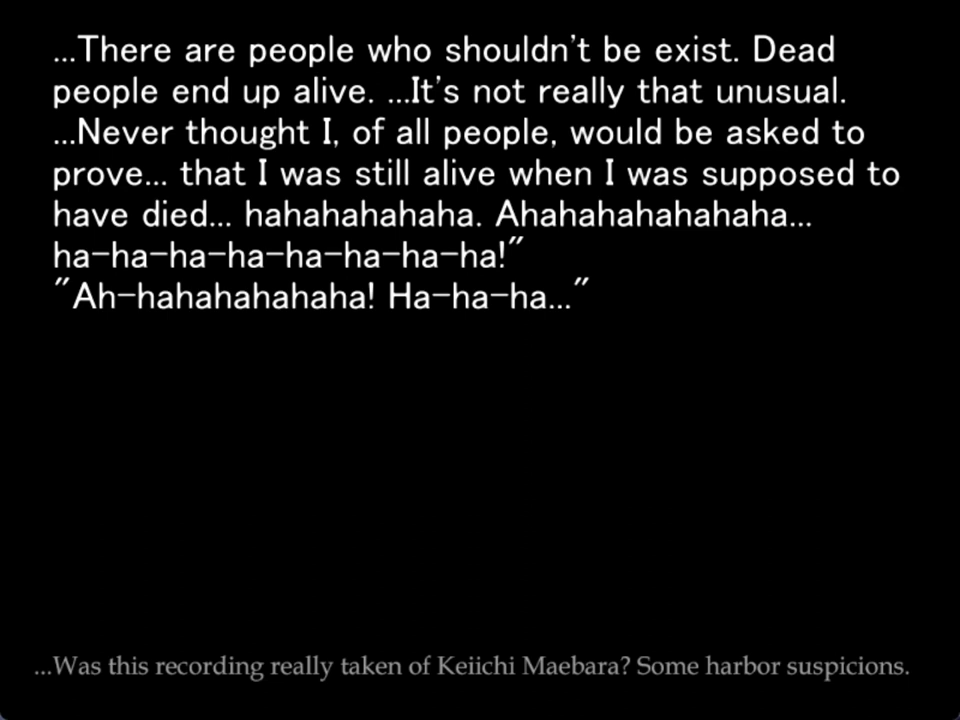 ...There are people who shouldn't be exist. Dead
people end up alive. ...It's not really that unusual.
...Never thought I, of all people, would be asked to
prove... that I was still alive when I was supposed to
have died... hahahahahaha. Ahahahahahahaha...
ha-ha-ha-ha-ha-ha-ha-ha!"
"Ah-hahahahahaha! Ha-ha-ha..."
...Was this recording really taken of Keiichi Maebara? Some harbor suspicions.